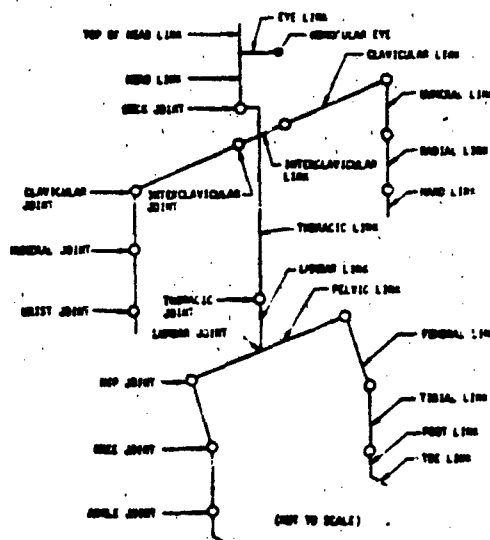 EYE LINK
TOP OF HEAD LINK
MONOCULAR EYE
CLAVICULAR LINK
HEAD LINK
HUMERAL LINK
NECK JOINT
RADIAL LINK
INTERCLAVICULAR
LINK
CLAVICULAR
JOINT
INTERCLAVICULAR
JOINT
HAND LINK
THORACIC LINK
HUMERAL JOINT
LUMBAR LINK
THORACIC
JOINT
PELVIC LINK
WRIST JOINT
LUMBAR JOINT
FEMORAL LINK
HIP JOINT
TIBIAL LINK
FOOT LINK
KNEE JOINT
TOE LINK
ANKLE JOINT
(NOT TO SCALE)